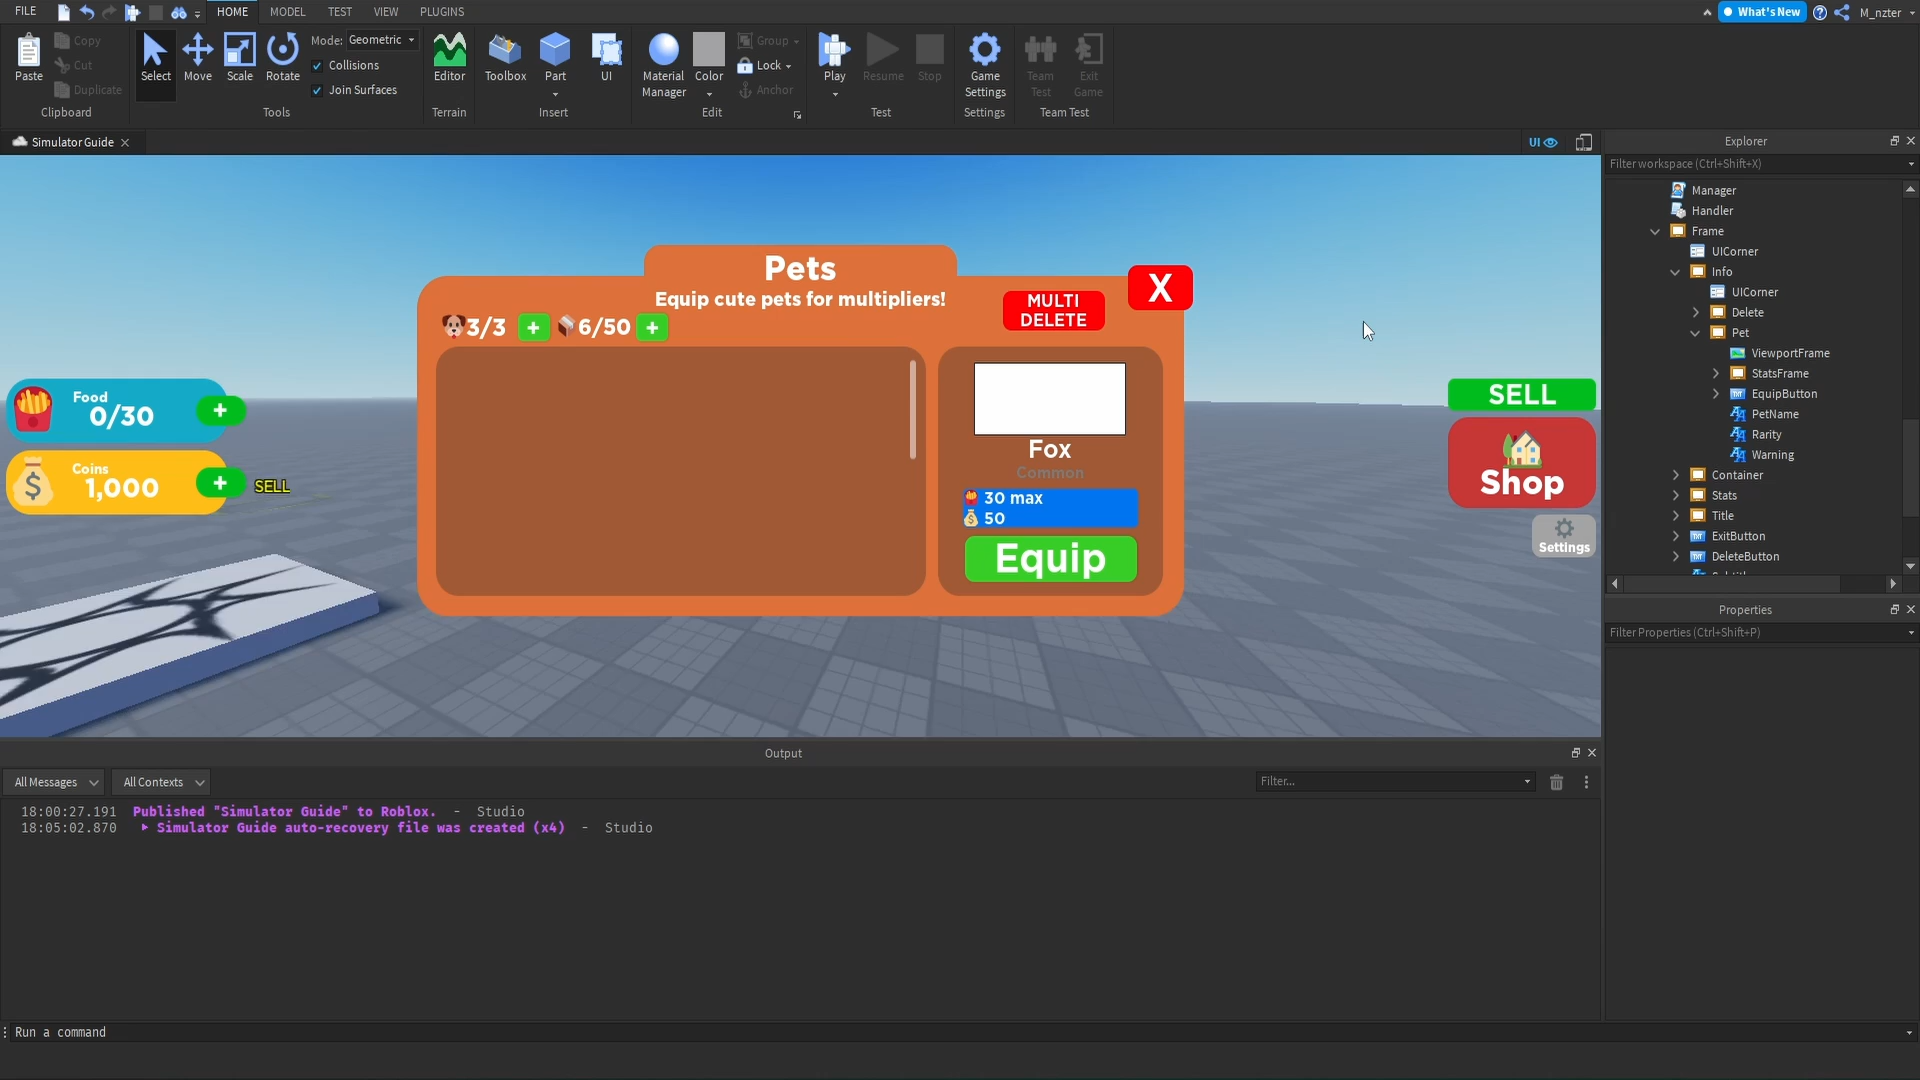 FILE
HOME
MODEL
TEST
VIEW
PLUGINS
What's New
M_nzter
Paste
Copy
Cut
Duplicate
Clipboard
Select
Move
Scale
Rotate
Mode: Geometric
Collisions
Join Surfaces
Tools
Editor
Terrain
Toolbox
Part
UI
Insert
Material
Manager
Color
Group
Lock
Anchor
Edit
Play
Resume
Stop
Test
Game
Settings
Settings
Team
Test
Exit
Game
Team Test
Simulator Guide
UI
Pets
Equip cute pets for multipliers!
3/3
+
6/50
+
MULTI
DELETE
X
Food
0/30
+
Coins
1,000
+
SELL
Fox
Common
30 max
50
Equip
SELL
Shop
Settings
Explorer
Filter workspace (Ctrl+Shift+X)
Manager
Handler
Frame
UICorner
Info
UICorner
Delete
Pet
ViewportFrame
StatsFrame
EquipButton
PetName
Rarity
Warning
Container
Stats
Title
ExitButton
DeleteButton
Properties
Filter Properties (Ctrl+Shift+P)
Output
All Messages
All Contexts
Filter...
18:00:27.191 Published "Simulator Guide" to Roblox. - Studio
18:05:02.870 Simulator Guide auto-recovery file was created (x4) - Studio
Run a command